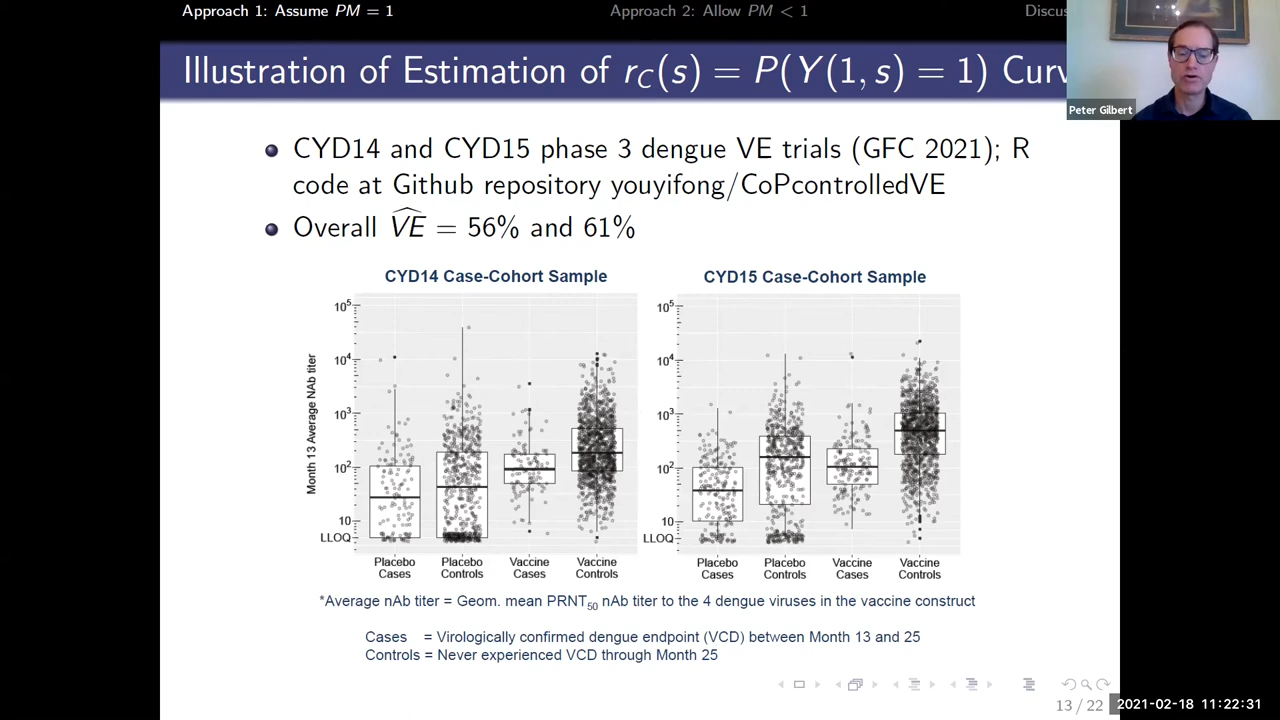 Approach 1: Assume PM = 1 Approach 2: Allow PM < 1 Discus
Illustration of Estimation of r_C(s) = P(Y(1, s) = 1) Curv
Peter Gilbert
CYD14 and CYD15 phase 3 dengue VE trials (GFC 2021); R
code at Github repository youyifong/CoPcontrolledVE
Overall V̂E = 56% and 61%
CYD14 Case-Cohort Sample
Month 13 Average NAb titer
10^5
10^4
10^3
10^2
10
LLOQ
Placebo Cases
Placebo Controls
Vaccine Cases
Vaccine Controls
CYD15 Case-Cohort Sample
10^5
10^4
10^3
10^2
10
LLOQ
Placebo Cases
Placebo Controls
Vaccine Cases
Vaccine Controls
*Average nAb titer = Geom. mean PRNT50 nAb titer to the 4 dengue viruses in the vaccine construct
Cases = Virologically confirmed dengue endpoint (VCD) between Month 13 and 25
Controls = Never experienced VCD through Month 25
13 / 22
2021-02-18 11:22:31